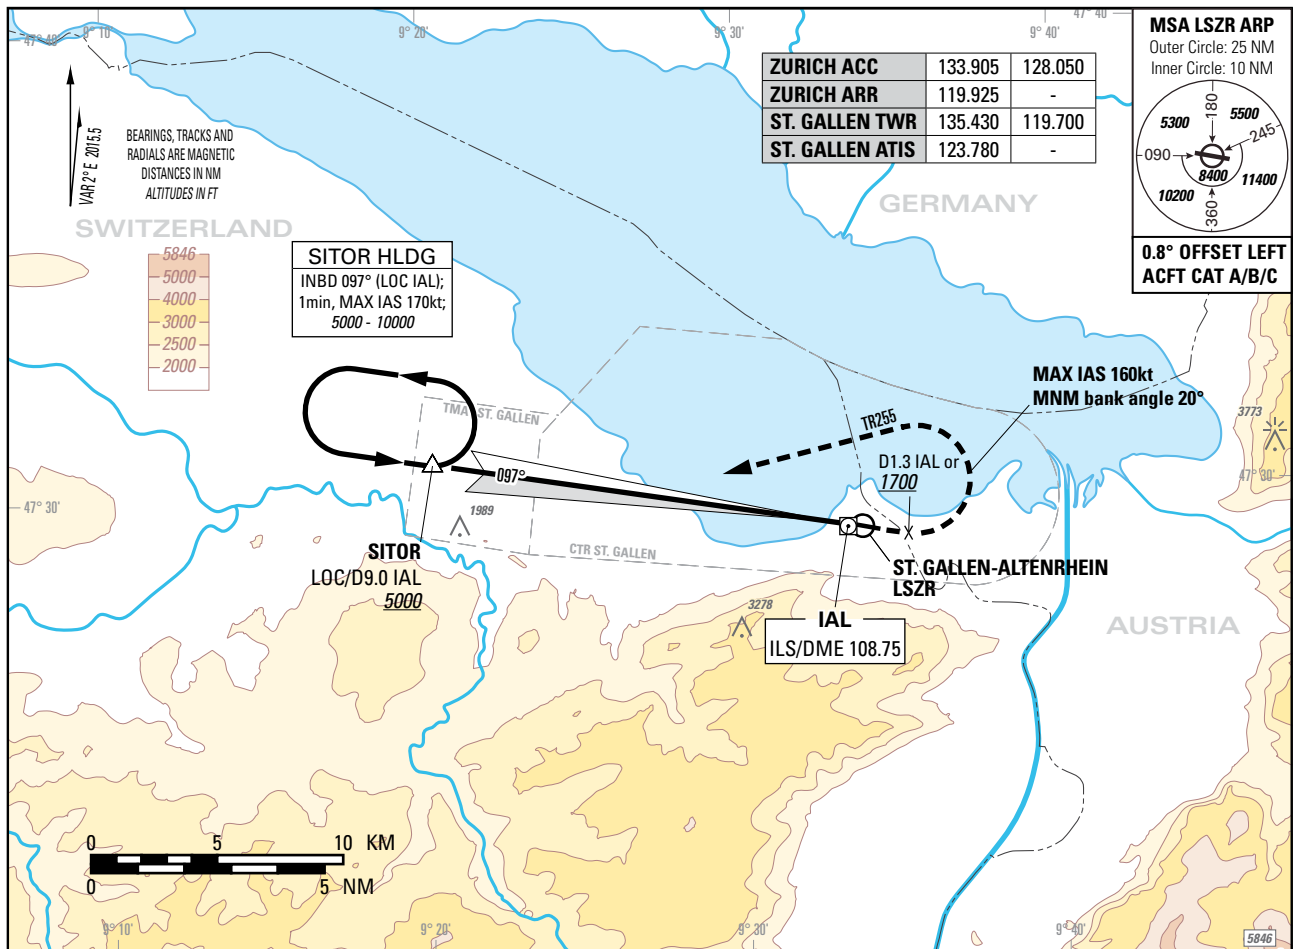 47° 40'
9° 10'
9° 20'
9° 30'
9° 40'
47° 40'
MSA LSZR ARP
Outer Circle: 25 NM
Inner Circle: 10 NM
180
5300
5500
245
090
8400
10200
11400
360
0.8° OFFSET LEFT
ACFT CAT A/B/C
ZURICH ACC 133.905 128.050
ZURICH ARR 119.925 -
ST. GALLEN TWR 135.430 119.700
ST. GALLEN ATIS 123.780 -
VAR 2° E 2015.5
BEARINGS, TRACKS AND
RADIALS ARE MAGNETIC
DISTANCES IN NM
ALTITUDES IN FT
SWITZERLAND
GERMANY
5846
5000
4000
3000
2000
SITOR HLDG
INBD 097° (LOC IAL);
1min, MAX IAS 170kt;
5000 - 10000
MAX IAS 160kt
MNM bank angle 20°
3773
TMA ST. GALLEN
TR255
D1.3 IAL or
1700
097°
47° 30'
47° 30'
1989
CTR ST. GALLEN
SITOR
LOC/D9.0 IAL
5000
ST. GALLEN-ALTENRHEIN
LSZR
3278
IAL
ILS/DME 108.75
AUSTRIA
0 5 10 KM
0 5 NM
9° 10'
9° 20'
9° 30'
9° 40'
5846